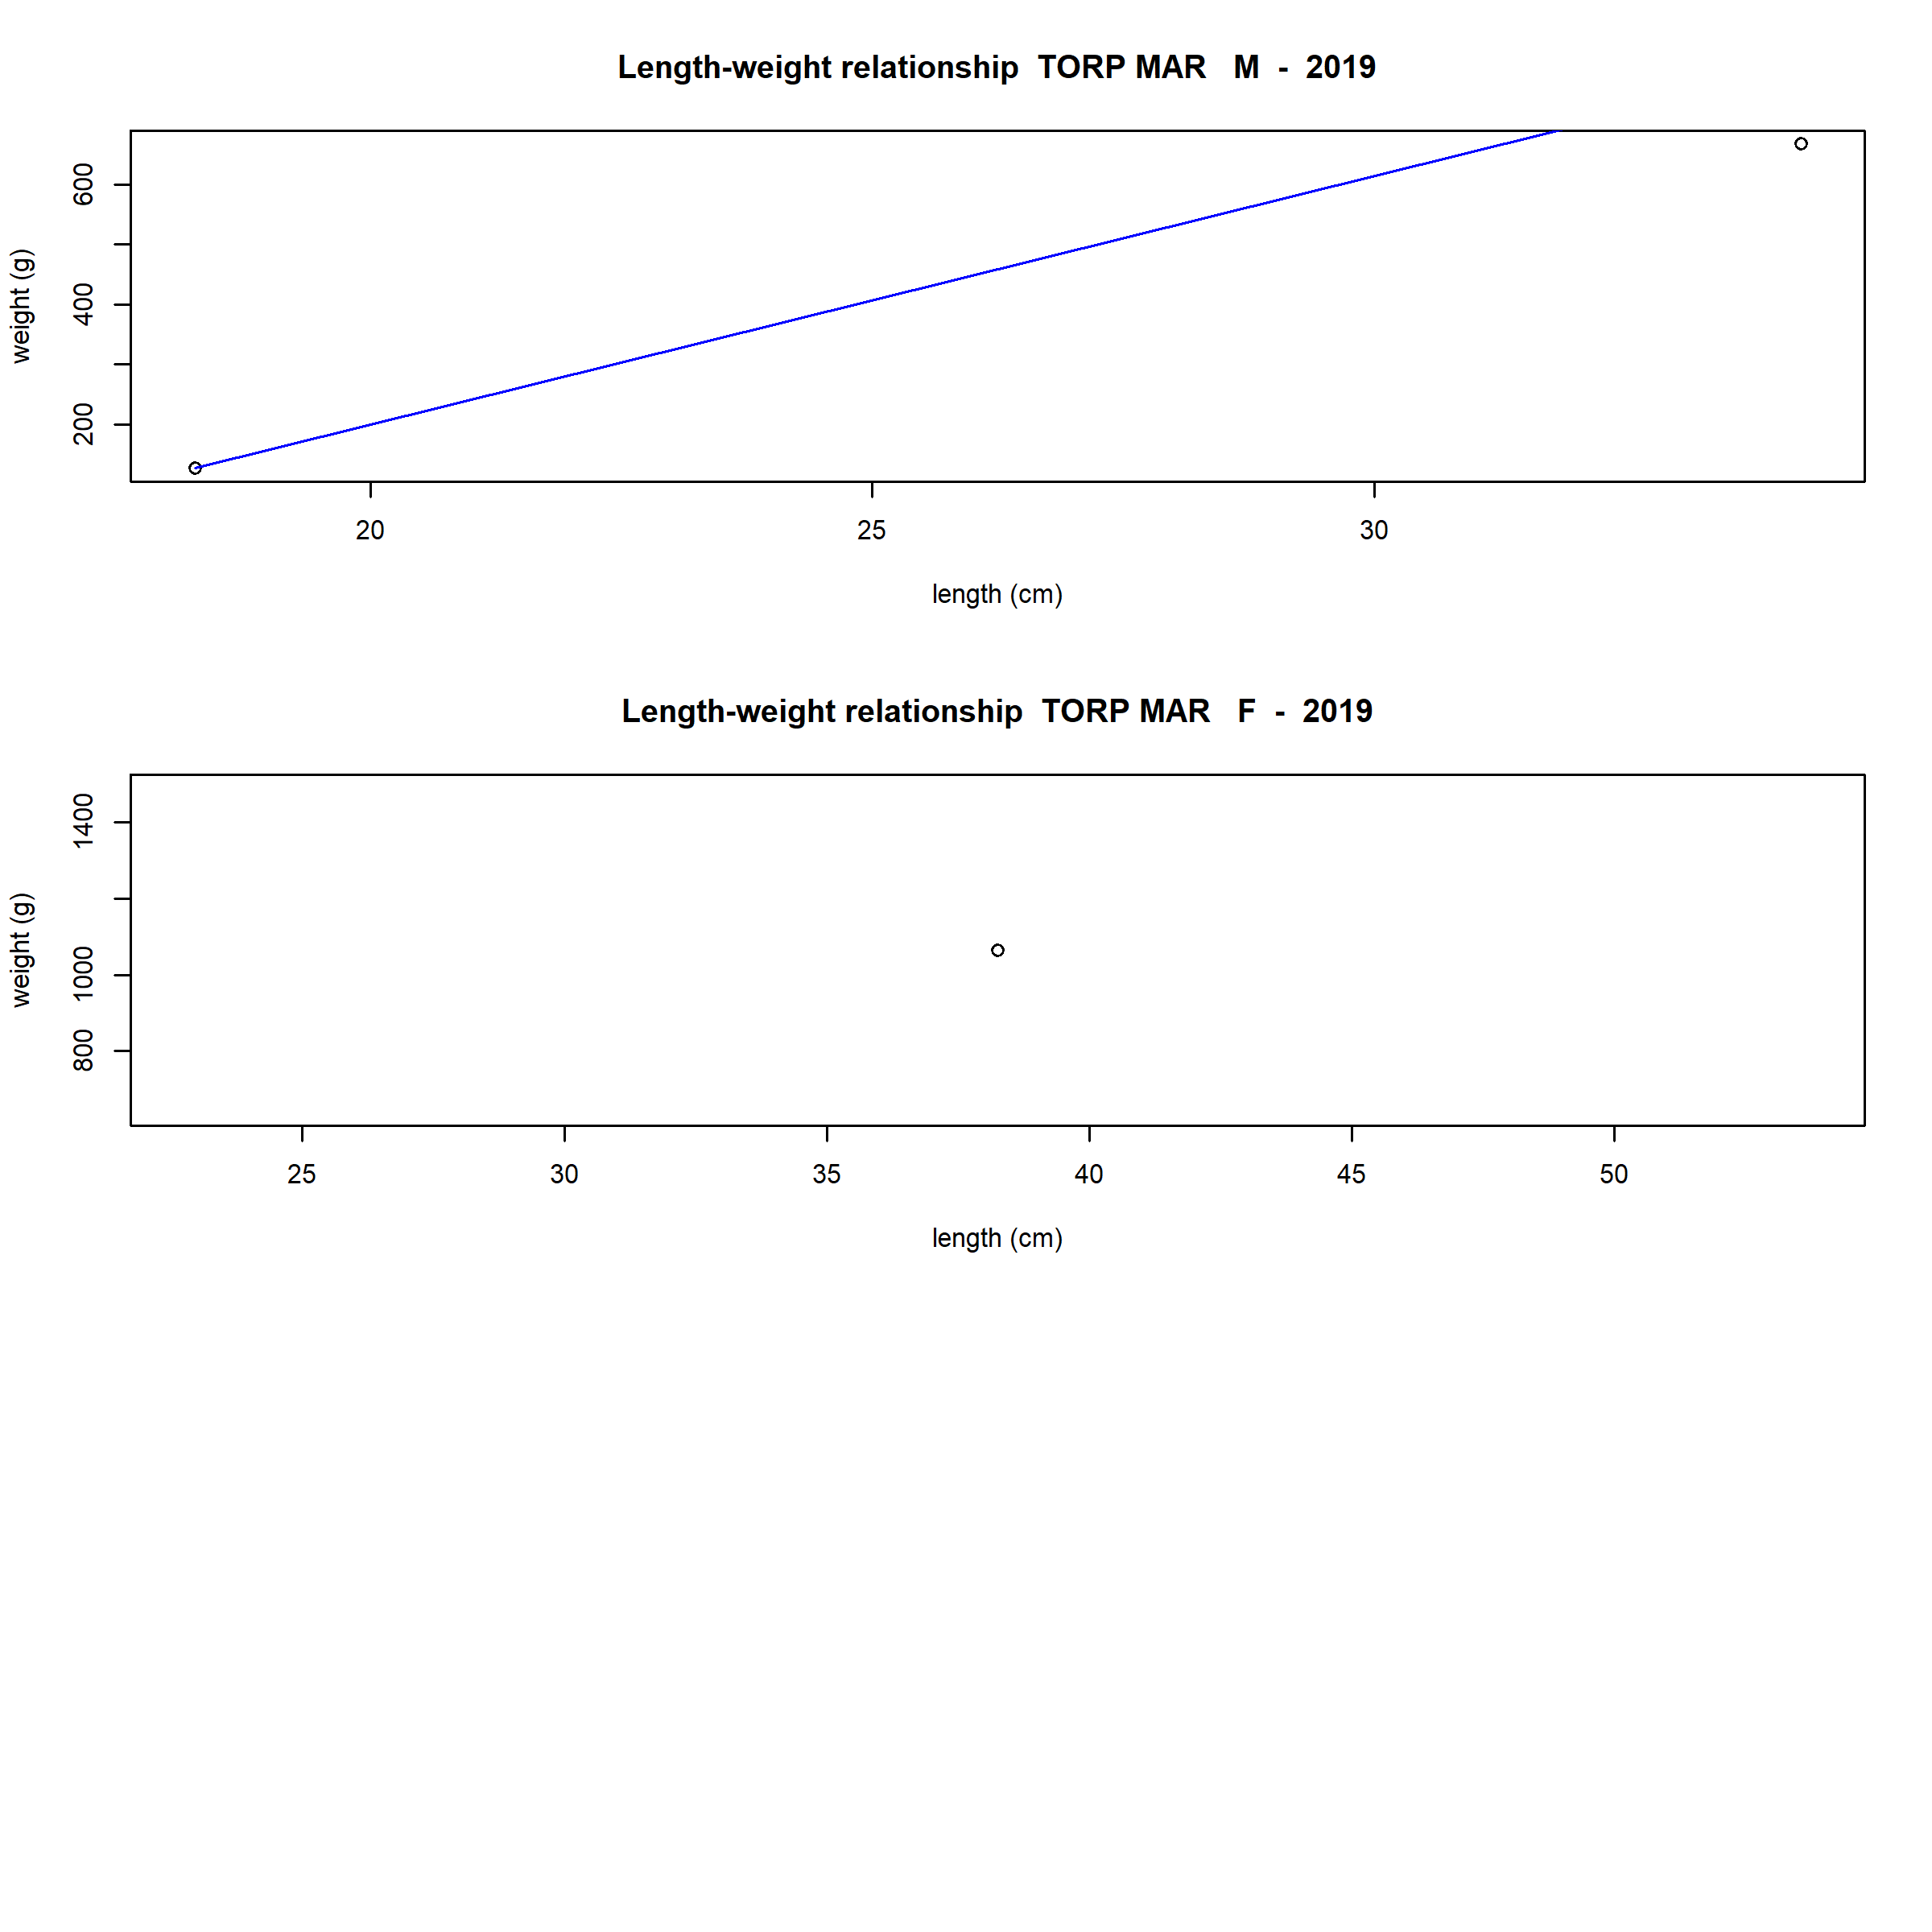 Length-weight relationship  TORP MAR   M  -  2019
weight (g)
600
400
200
20 25 30
length (cm)
Length-weight relationship  TORP MAR   F  -  2019
weight (g)
1400
1000
800
25 30 35 40 45 50
length (cm)